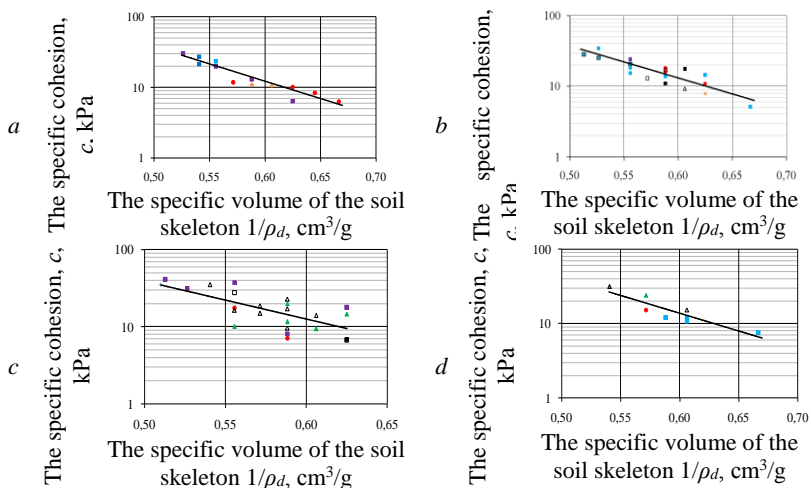 a
The specific cohesion, c, kPa
100
10
1
0,50 0,55 0,60 0,65 0,70
The specific volume of the soil
skeleton 1/ρd, cm³/g
b
The specific cohesion,
c, kPa
100
10
1
0,50 0,55 0,60 0,65 0,70
The specific volume of the
soil skeleton 1/ρd, cm³/g
c
The specific cohesion, c,
kPa
100
10
1
0,50 0,55 0,60 0,65
The specific volume of the soil
skeleton 1/ρd, cm³/g
d
The specific cohesion, c,
kPa
100
10
1
0,50 0,55 0,60 0,65 0,70
The specific volume of the
soil skeleton 1/ρd, cm³/g